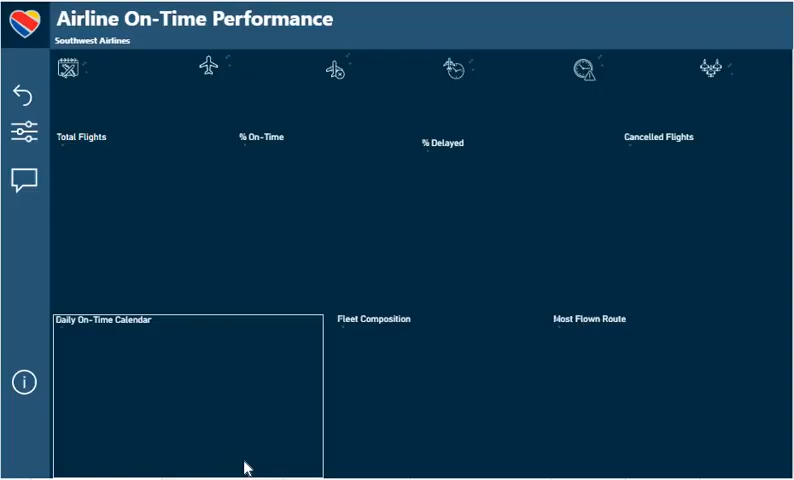 Airline On-Time Performance
Southwest Airlines
Total Flights
% On-Time
% Delayed
Cancelled Flights
Daily On-Time Calendar
Fleet Composition
Most Flown Route